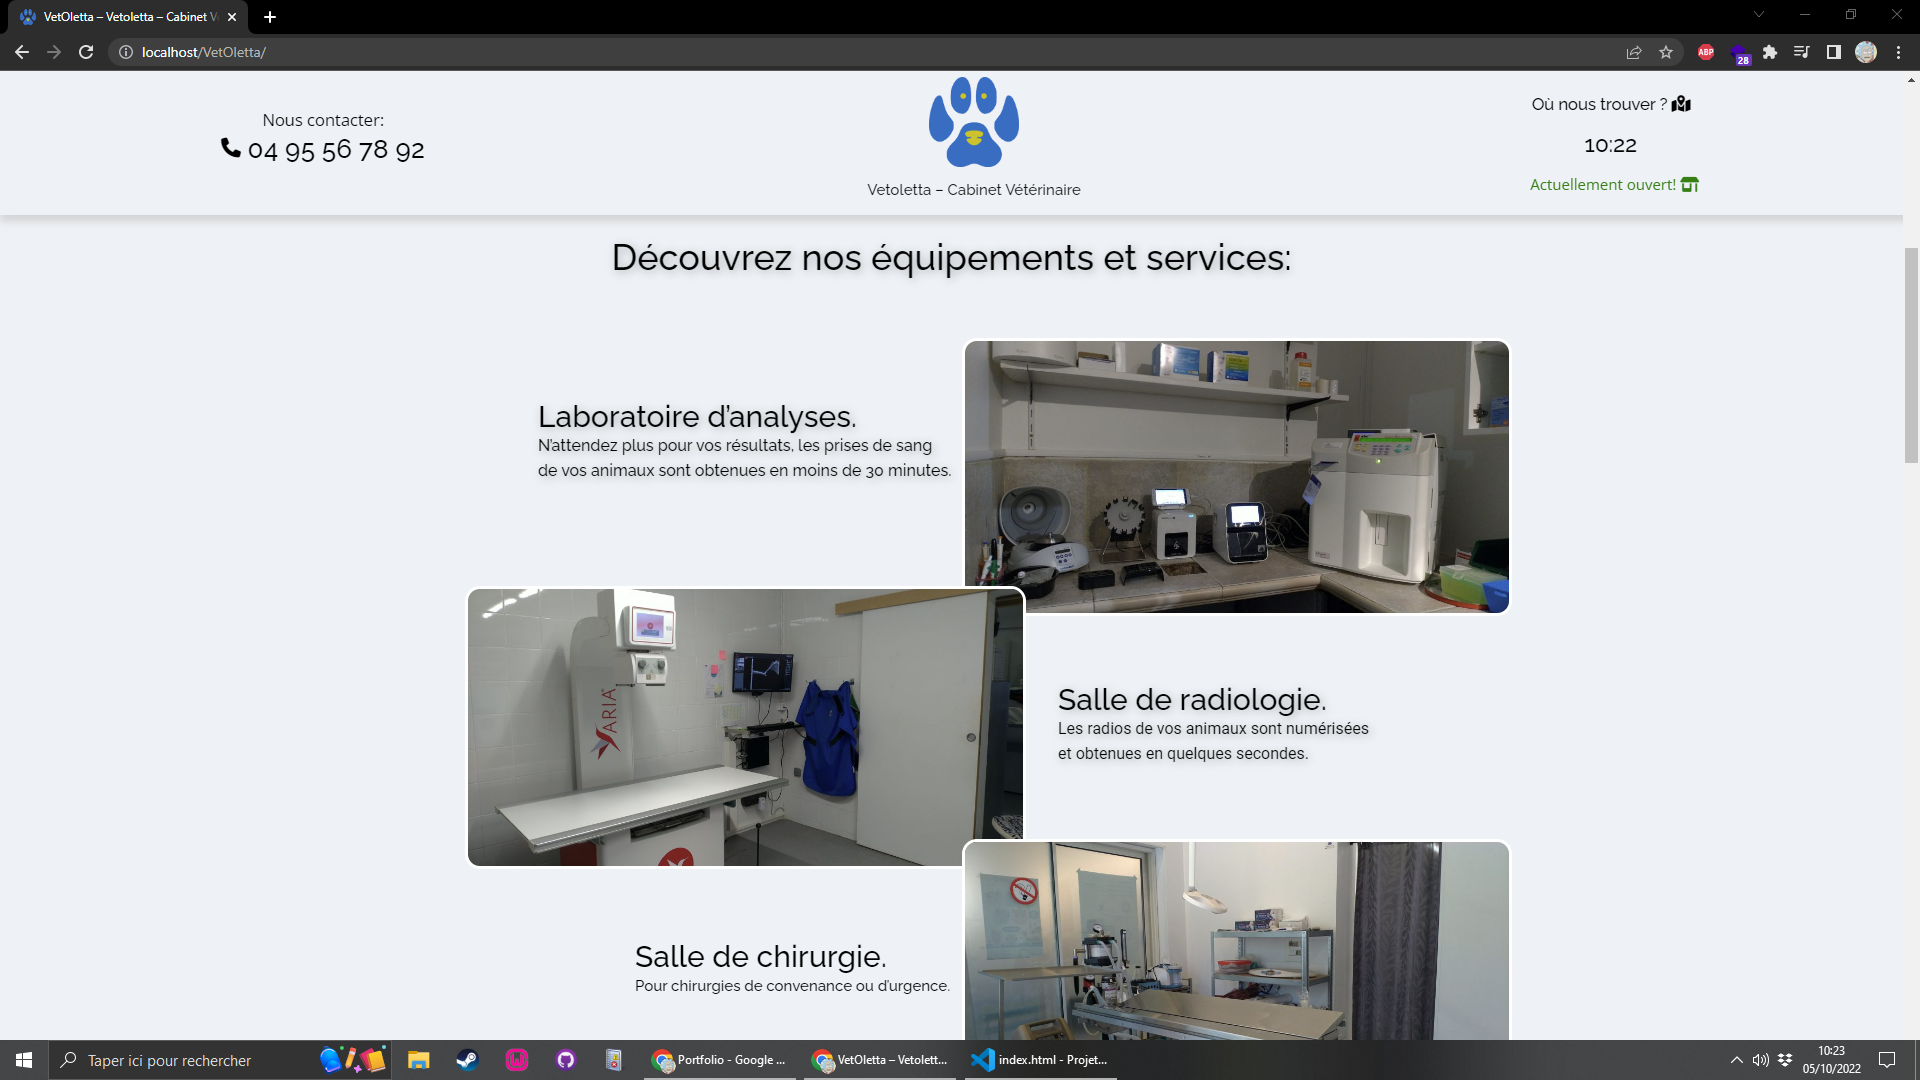 VetOletta – Vetoletta – Cabinet V
localhost/VetOletta/
ABP
28
Nous contacter:
04 95 56 78 92
Vetoletta – Cabinet Vétérinaire
Où nous trouver ?
10:22
Actuellement ouvert!
Découvrez nos équipements et services:
Laboratoire d’analyses.
N’attendez plus pour vos résultats, les prises de sang
de vos animaux sont obtenues en moins de 30 minutes.
XARIA
Salle de radiologie.
Les radios de vos animaux sont numérisées
et obtenues en quelques secondes.
Salle de chirurgie.
Pour chirurgies de convenance ou d’urgence.
Taper ici pour rechercher
Portfolio - Google ...
VetOletta – Vetolett...
index.html - Projet...
10:23
05/10/2022